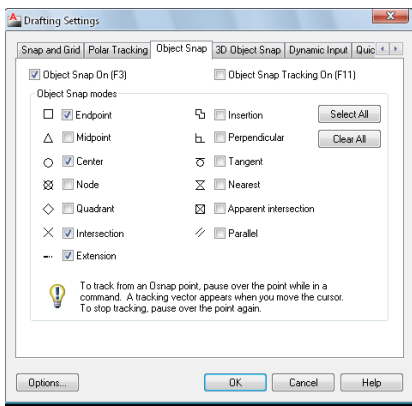 Drafting Settings
Snap and Grid Polar Tracking Object Snap 3D Object Snap Dynamic Input Quic
Object Snap On (F3) Object Snap Tracking On (F11)
Object Snap modes
Endpoint Insertion Select All
Midpoint Perpendicular Clear All
Center Tangent
Node Nearest
Quadrant Apparent intersection
Intersection Parallel
Extension
To track from an Osnap point, pause over the point while in a
command. A tracking vector appears when you move the cursor.
To stop tracking, pause over the point again.
Options... OK Cancel Help